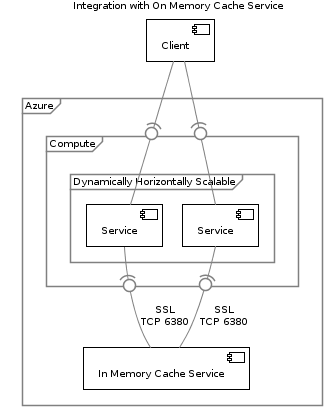 Integration with On Memory Cache Service
Client
Azure
Compute
Dynamically Horizontally Scalable
Service
Service
SSL
TCP 6380
SSL
TCP 6380
In Memory Cache Service